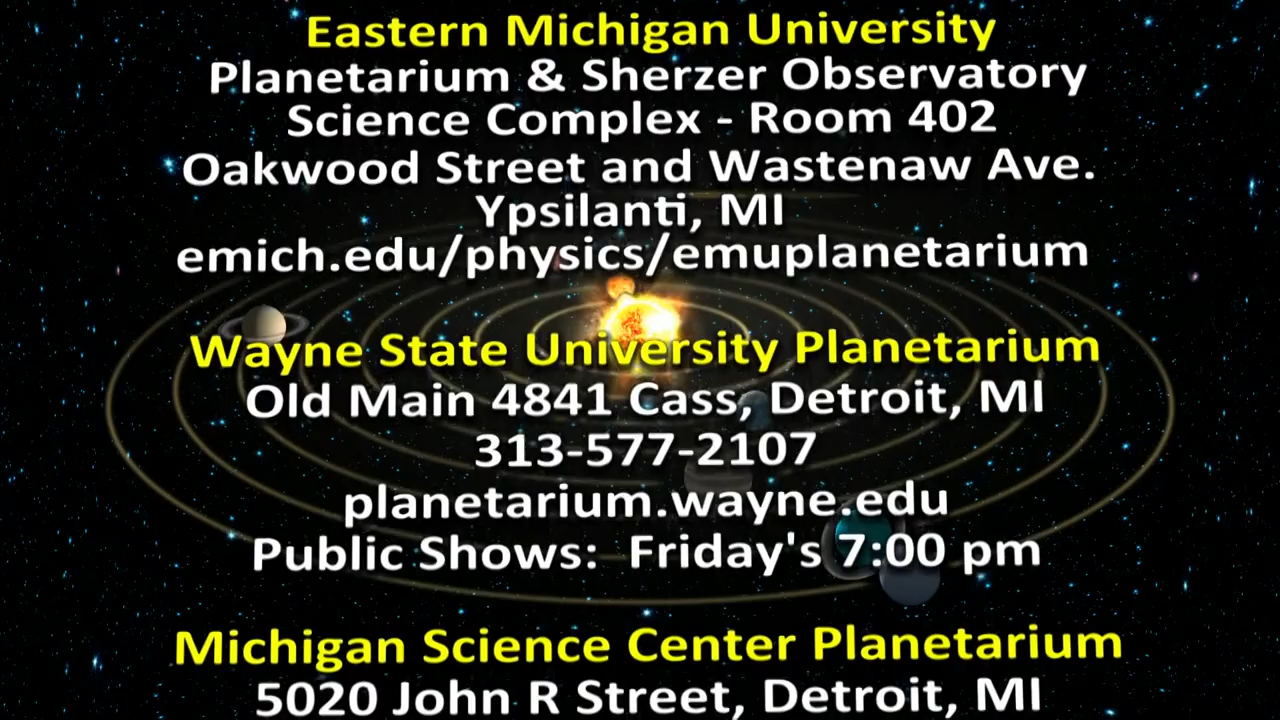 Eastern Michigan University
Planetarium & Sherzer Observatory
Science Complex - Room 402
Oakwood Street and Wastenaw Ave.
Ypsilanti, MI
emich.edu/physics/emuplanetarium
Wayne State University Planetarium
Old Main 4841 Cass, Detroit, MI
313-577-2107
planetarium.wayne.edu
Public Shows: Friday's 7:00 pm
Michigan Science Center Planetarium
5020 John R Street, Detroit, MI